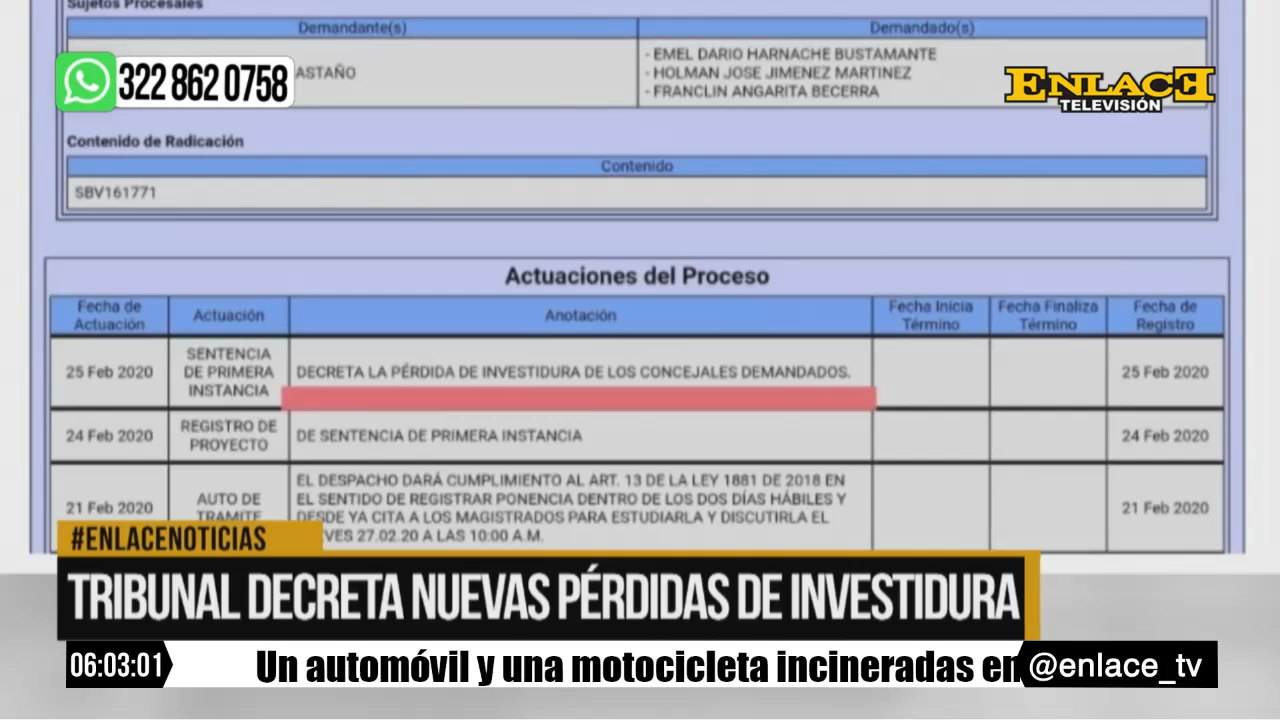 Sujetos Procesales
Demandante(s)
Demandado(s)
ASTAÑO
- EMEL DARIO HARNACHE BUSTAMANTE
- HOLMAN JOSE JIMENEZ MARTINEZ
- FRANCLIN ANGARITA BECERRA
322 862 0758
ENLACE
TELEVISIÓN
Contenido de Radicación
Contenido
SBV161771
Actuaciones del Proceso
Fecha de
Actuación
Actuación
Anotación
Fecha Inicia
Término
Fecha Finaliza
Término
Fecha de
Registro
25 Feb 2020
SENTENCIA
DE PRIMERA
INSTANCIA
DECRETA LA PÉRDIDA DE INVESTIDURA DE LOS CONCEJALES DEMANDADOS.
25 Feb 2020
24 Feb 2020
REGISTRO DE
PROYECTO
DE SENTENCIA DE PRIMERA INSTANCIA
24 Feb 2020
21 Feb 2020
AUTO DE
TRAMITE
EL DESPACHO DARÁ CUMPLIMIENTO AL ART. 13 DE LA LEY 1881 DE 2018 EN
EL SENTIDO DE REGISTRAR PONENCIA DENTRO DE LOS DOS DÍAS HÁBILES Y
DESDE YA CITA A LOS MAGISTRADOS PARA ESTUDIARLA Y DISCUTIRLA EL
VES 27.02.20 A LAS 10:00 A.M.
21 Feb 2020
#ENLACENOTICIAS
TRIBUNAL DECRETA NUEVAS PÉRDIDAS DE INVESTIDURA
06:03:01
Un automóvil y una motocicleta incineradas en
@enlace_tv